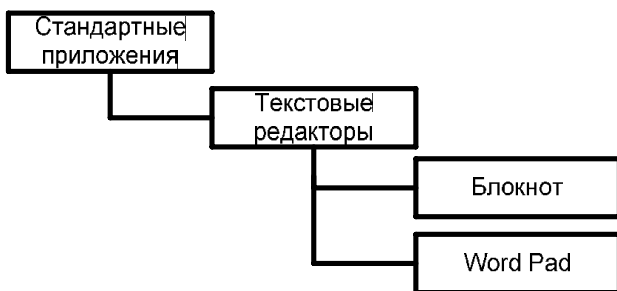 Стандартные
приложения
Текстовые
редакторы
Блокнот
Word Pad